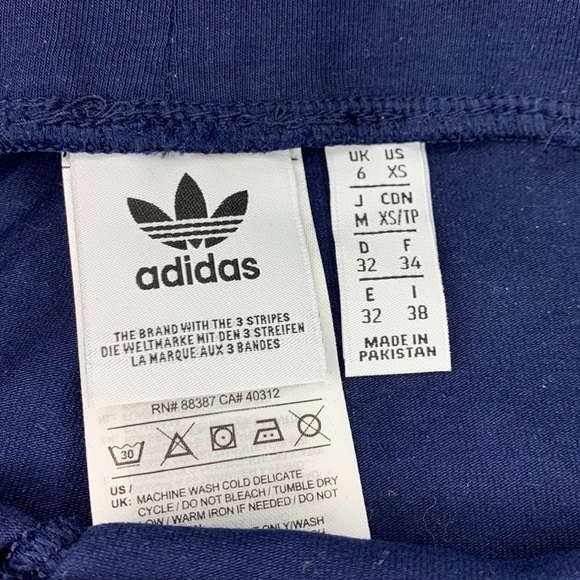 adidas
THE BRAND WITH THE 3 STRIPES
DIE WELTMARKE MIT DEN 3 STREIFEN
LA MARQUE AUX 3 BANDES
RN# 88387 CA# 40312
30
US / MACHINE WASH COLD DELICATE
UK: CYCLE / DO NOT BLEACH / TUMBLE DRY
LOW / WARM IRON IF NEEDED / DO NOT
ONLY/WASH
UK US
6 XS
J CDN
M XS/TP
D F
32 34
E I
32 38
MADE IN
PAKISTAN